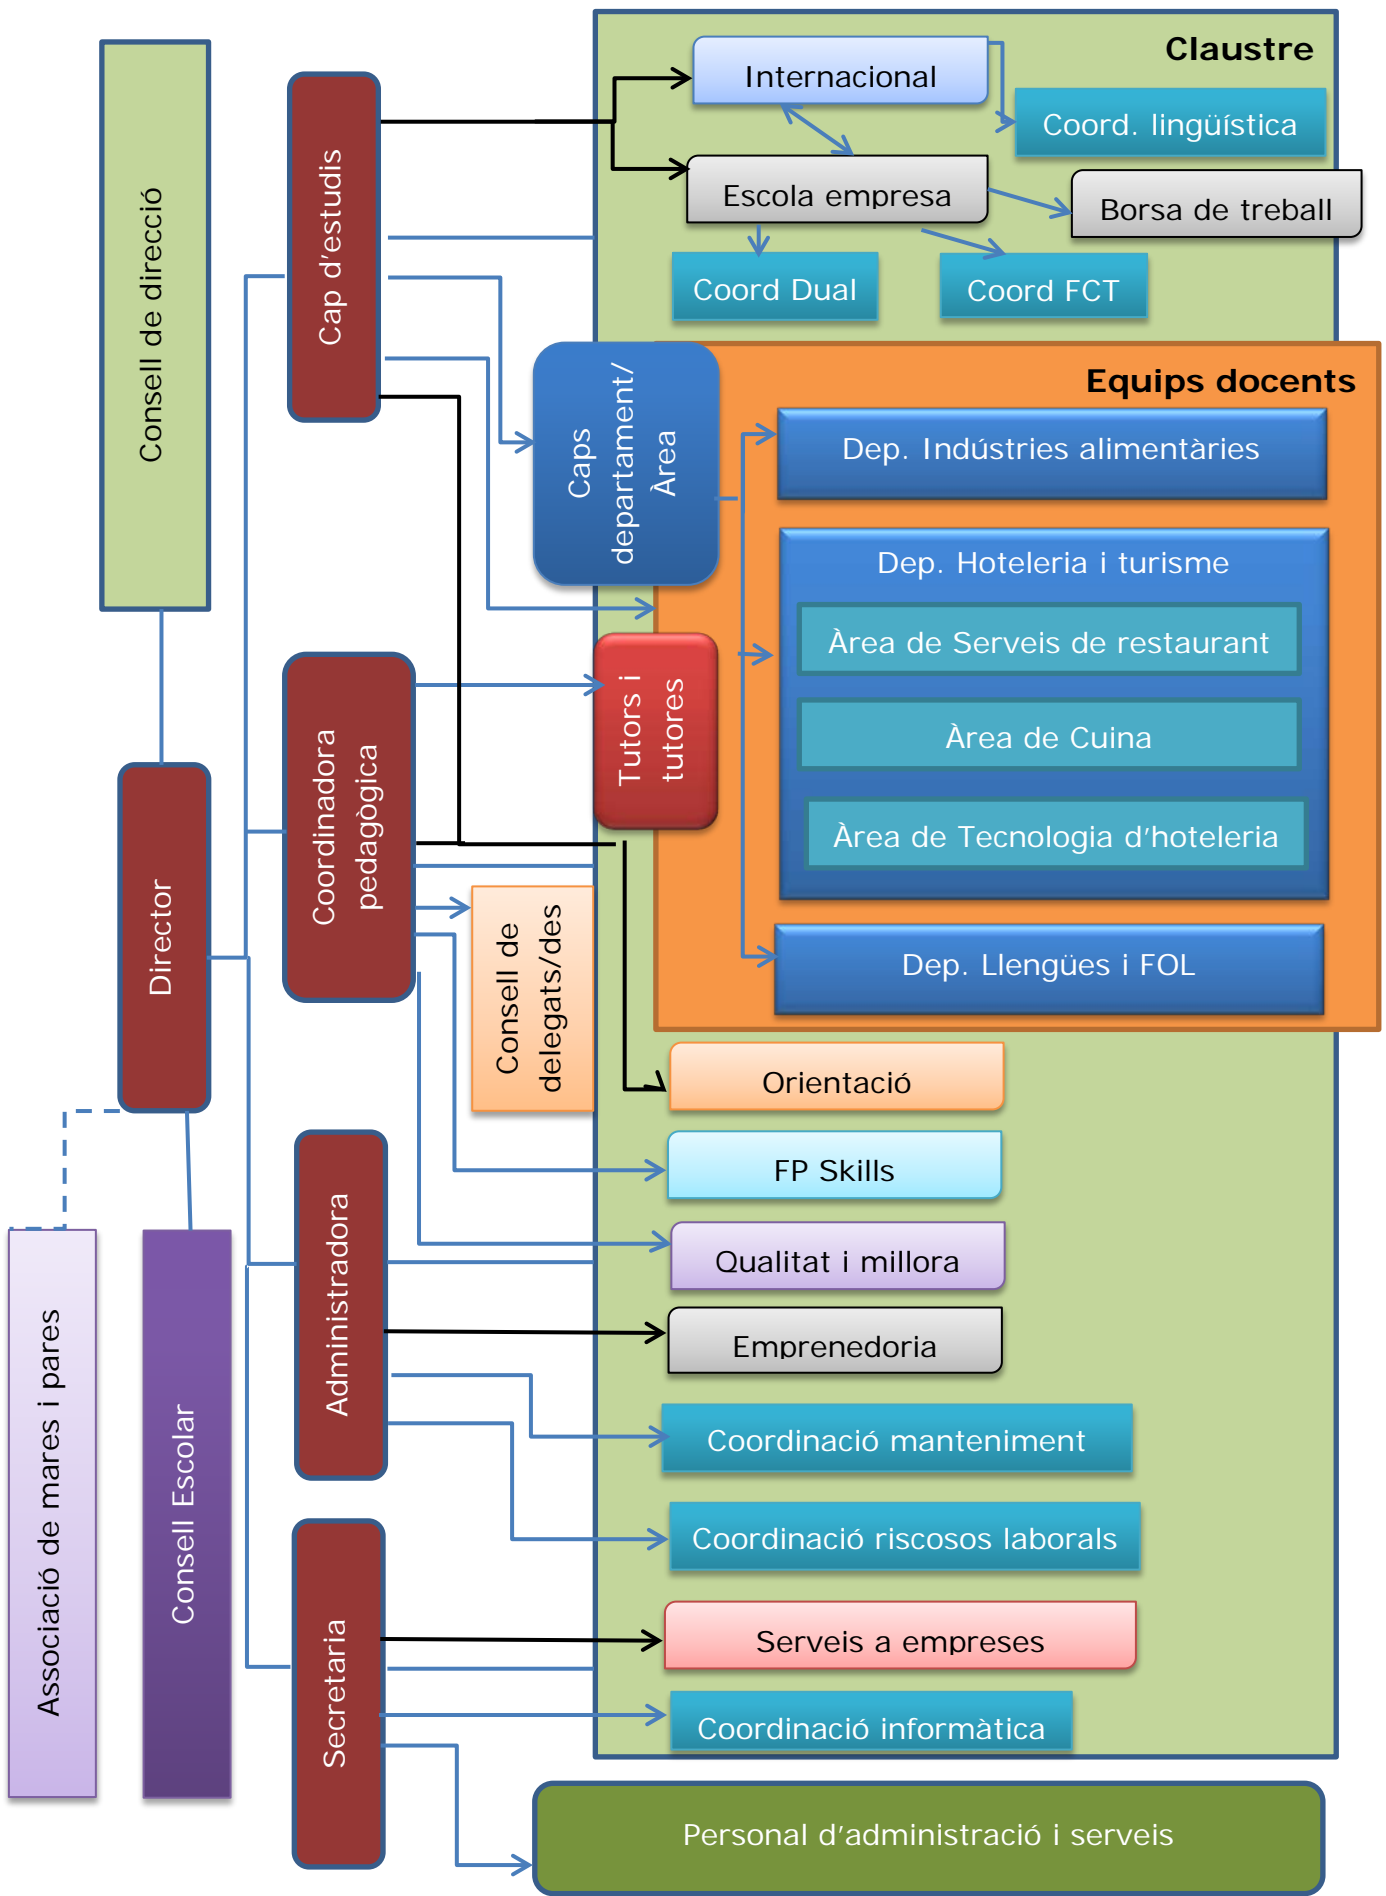 Claustre
Internacional
Coord. lingüística
Escola empresa
Borsa de treball
Coord Dual
Coord FCT
Consell de direcció
Cap d'estudis
Equips docents
Caps
departament/
Àrea
Dep. Indústries alimentàries
Dep. Hoteleria i turisme
Àrea de Serveis de restaurant
Àrea de Cuina
Àrea de Tecnologia d'hoteleria
Dep. Llengües i FOL
Tutors i
tutores
Coordinadora
pedagògica
Director
Consell de
delegats/des
Orientació
FP Skills
Qualitat i millora
Emprenedoria
Administradora
Coordinació manteniment
Coordinació riscosos laborals
Associació de mares i pares
Consell Escolar
Secretaria
Serveis a empreses
Coordinació informàtica
Personal d'administració i serveis